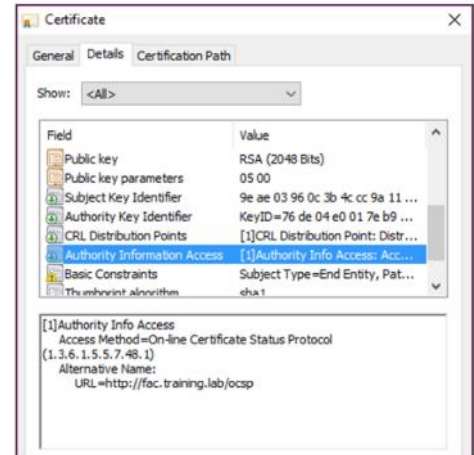 Certificate
General Details Certification Path
Show: <All>
Field Value
Public key RSA (2048 Bits)
Public key parameters 05 00
Subject Key Identifier 9e ae 03 96 0c 3b 4c cc 9a 11 ...
Authority Key Identifier KeyID=76 de 04 e0 01 7e b9 ...
CRL Distribution Points [1]CRL Distribution Point: Distr...
Authority Information Access [1]Authority Info Access: Acc...
Basic Constraints Subject Type=End Entity, Pat...
Thumbprint algorithm sha1
[1]Authority Info Access
Access Method=On-line Certificate Status Protocol
(1.3.6.1.5.5.7.48.1)
Alternative Name:
URL=http://fac.training.lab/ocsp